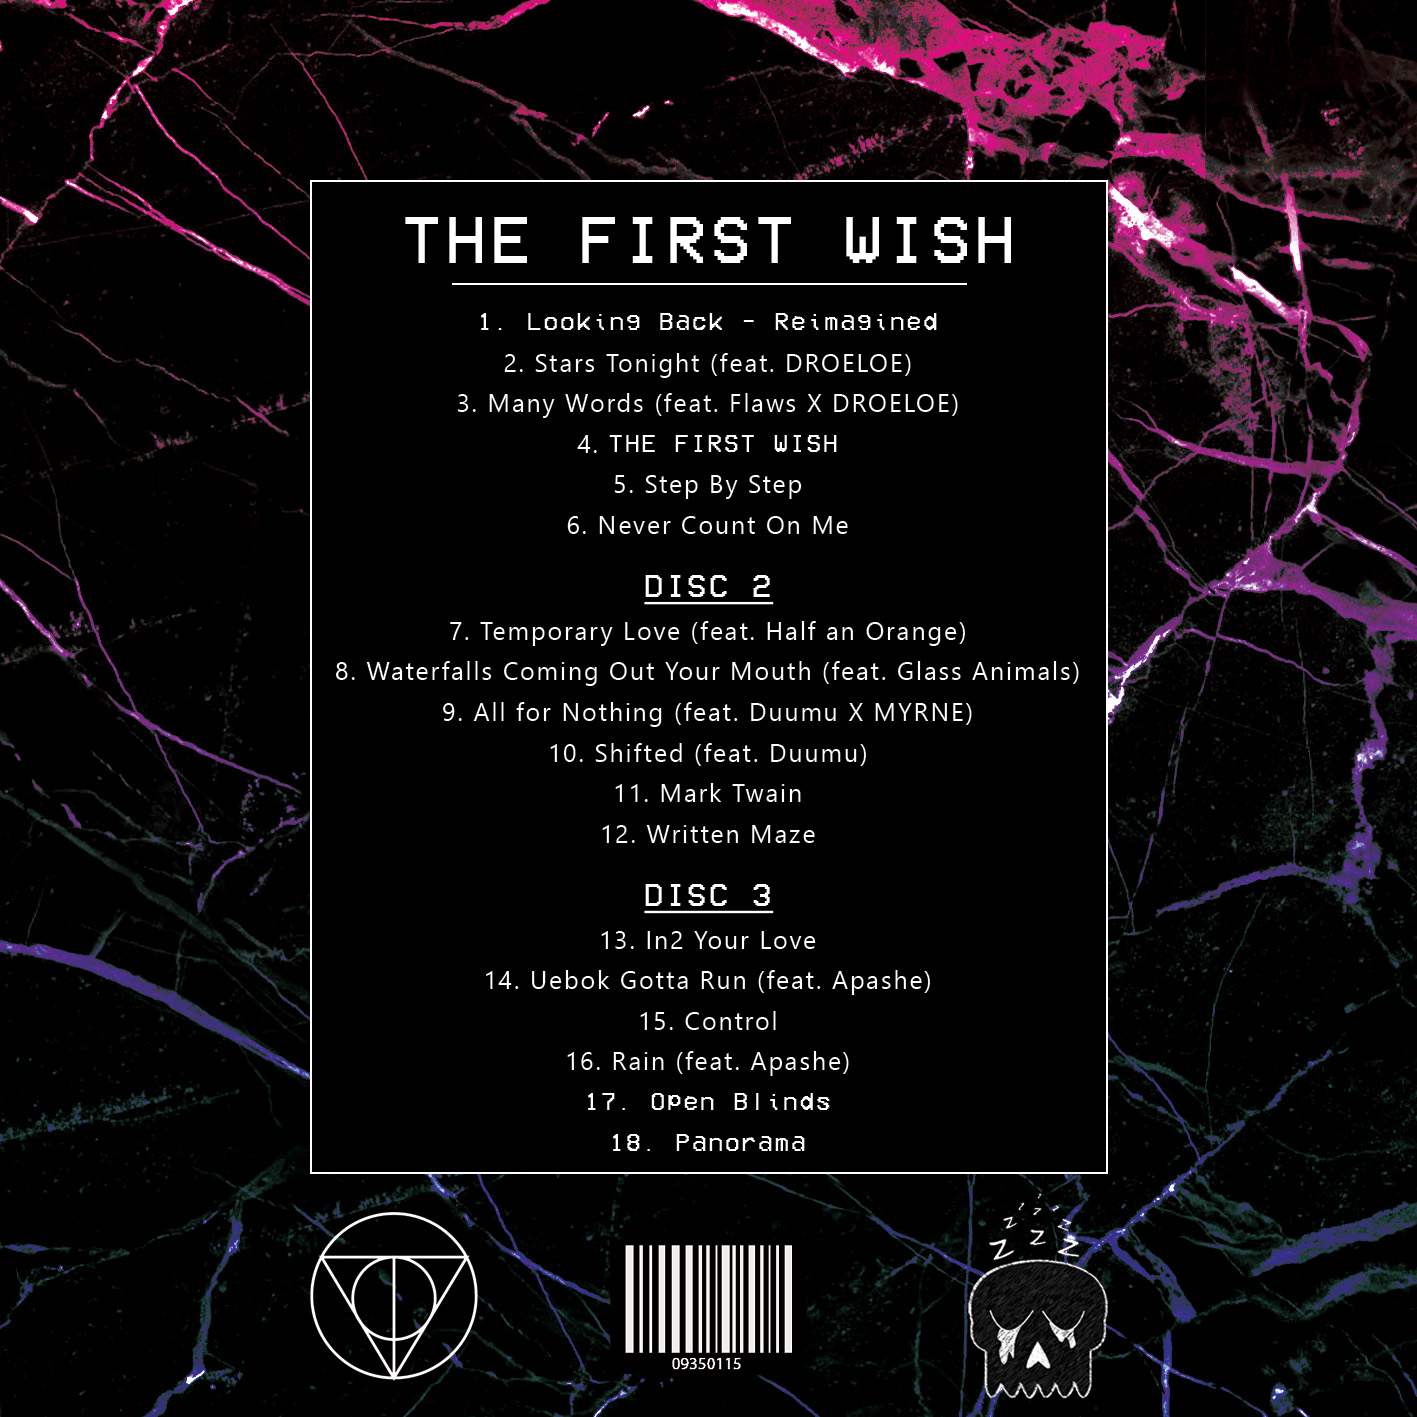 THE FIRST WISH
1. Looking Back - Reimagined
2. Stars Tonight (feat. DROELOE)
3. Many Words (feat. Flaws X DROELOE)
4. THE FIRST WISH
5. Step By Step
6. Never Count On Me
DISC 2
7. Temporary Love (feat. Half an Orange)
8. Waterfalls Coming Out Your Mouth (feat. Glass Animals)
9. All for Nothing (feat. Duumu X MYRNE)
10. Shifted (feat. Duumu)
11. Mark Twain
12. Written Maze
DISC 3
13. In2 Your Love
14. Uebok Gotta Run (feat. Apashe)
15. Control
16. Rain (feat. Apashe)
17. Open Blinds
18. Panorama
z z z
z z z
z z
09350115